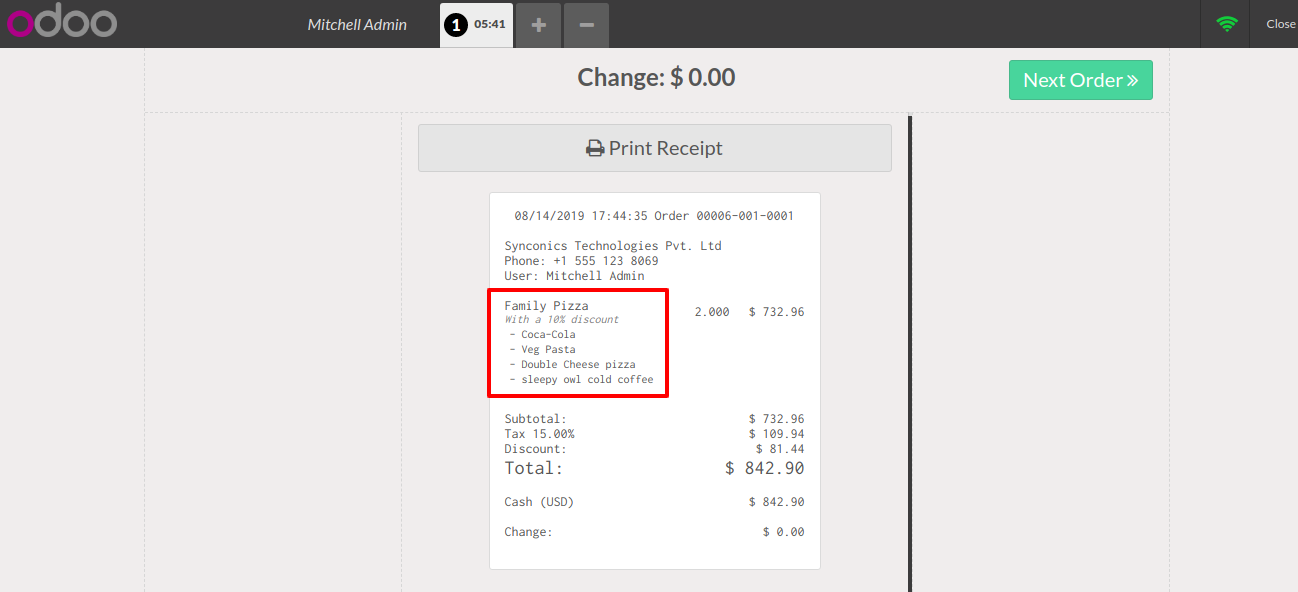 odoo
Mitchell Admin
1 05:41
+
−
Close
Change: $ 0.00
Next Order »
Print Receipt
08/14/2019 17:44:35 Order 00006-001-0001
Synconics Technologies Pvt. Ltd
Phone: +1 555 123 8069
User: Mitchell Admin
Family Pizza 2.000 $ 732.96
With a 10% discount
- Coca-Cola
- Veg Pasta
- Double Cheese pizza
- sleepy owl cold coffee
Subtotal: $ 732.96
Tax 15.00% $ 109.94
Discount: $ 81.44
Total: $ 842.90
Cash (USD) $ 842.90
Change: $ 0.00